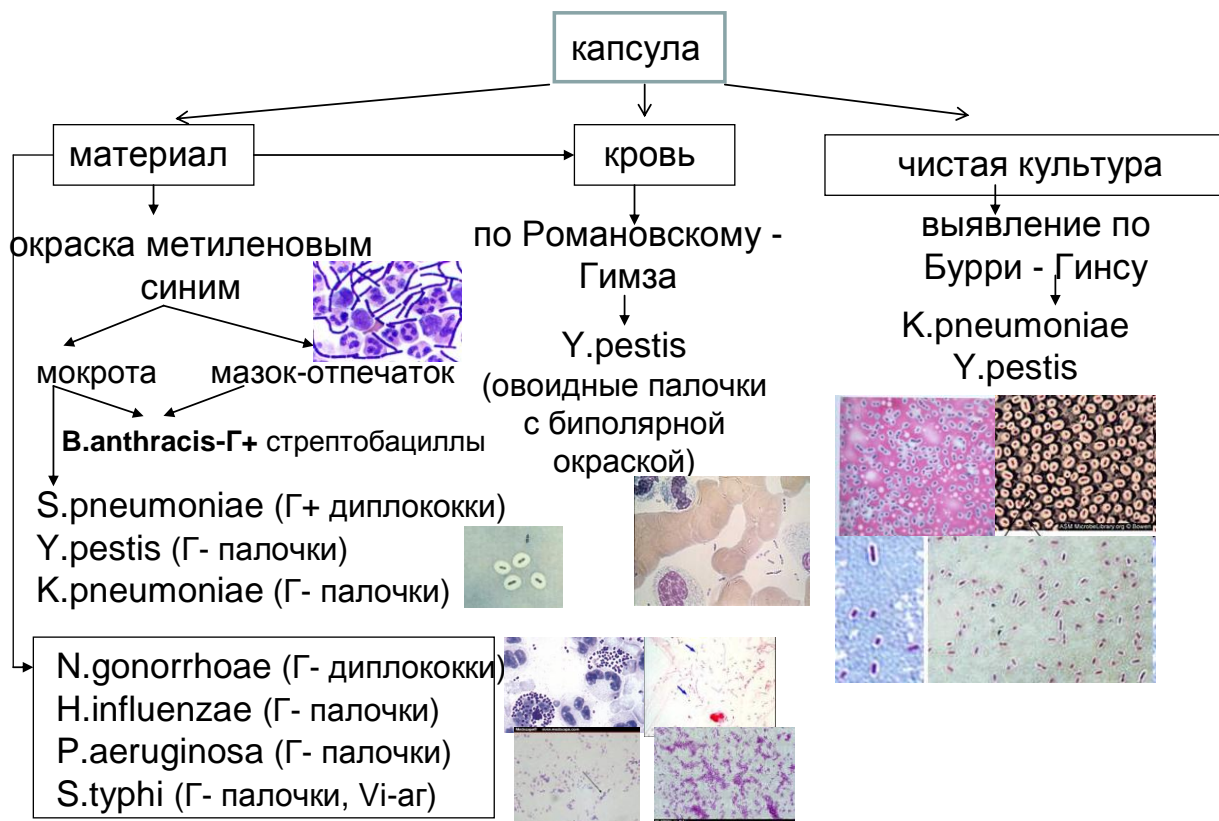 капсула
материал
кровь
чистая культура
окраска метиленовым
синим
мокрота
мазок-отпечаток
B.anthracis-Г+ стрептобациллы
S.pneumoniae (Г+ диплококки)
Y.pestis (Г- палочки)
K.pneumoniae (Г- палочки)
N.gonorrhoae (Г- диплококки)
H.influenzae (Г- палочки)
P.aeruginosa (Г- палочки)
S.typhi (Г- палочки, Vi-аг)
по Романовскому -
Гимза
Y.pestis
(овоидные палочки
с биполярной
окраской)
выявление по
Бурри - Гинсу
K.pneumoniae
Y.pestis
ASM MicrobeLibrary.org © Bowen